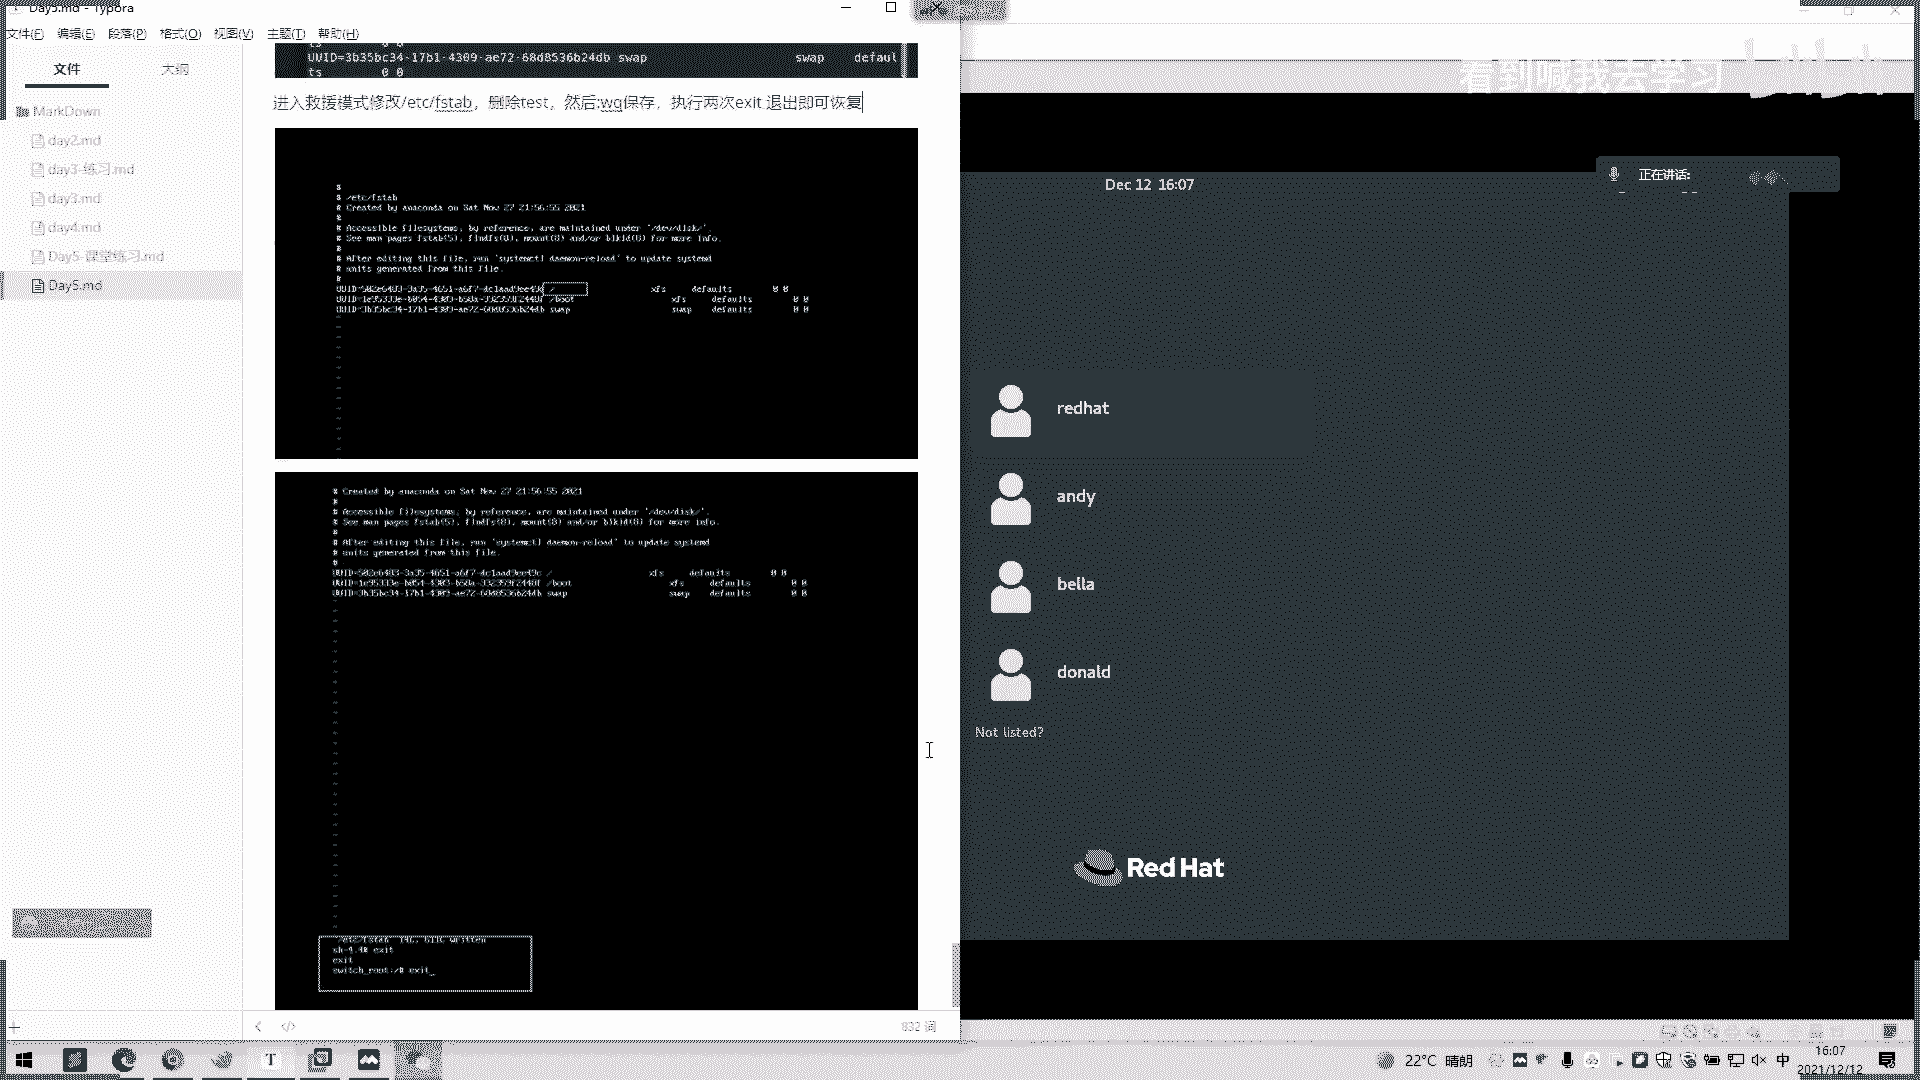 Day5.md - Typora
文件(F) 编辑(E) 段落(P) 格式(O) 视图(V) 主题(T) 帮助(H)
文件 大纲
MarkDown
day2.md
day3-练习.md
day3.md
day4.md
Day5-课堂练习.md
Day5.md
ts 0 0
UUID=3b35bc34-17b1-4309-ae72-68d8536b24db swap swap defaul
ts 0 0
进入救援模式修改/etc/fstab，删除test，然后:wq保存，执行两次exit 退出即可恢复
#
# /etc/fstab
# Created by anaconda on Sat Nov 27 21:56:55 2021
#
# Accessible filesystems, by reference, are maintained under '/dev/disk/'.
# See man pages fstab(5), findfs(8), mount(8) and/or blkid(8) for more info.
#
# After editing this file, run 'systemctl daemon-reload' to update systemd
# units generated from this file.
#
/ xfs defaults 0 0
/boot xfs defaults 0 0
UUID=3b35bc34-17b1-4309-ae72-68d8536b24db swap swap defaults 0 0
# Created by anaconda on Sat Nov 27 21:56:55 2021
#
# Accessible filesystems, by reference, are maintained under '/dev/disk/'.
# See man pages fstab(5), findfs(8), mount(8) and/or blkid(8) for more info.
#
# After editing this file, run 'systemctl daemon-reload' to update systemd
# units generated from this file.
#
/ xfs defaults 0 0
/boot xfs defaults 0 0
UUID=3b35bc34-17b1-4309-ae72-68d8536b24db swap swap defaults 0 0
"/etc/fstab" 14L, 611C written
sh-4.4# exit
exit
switch_root:/# exit_
832 词
看到喊我去学习
bilibili
正在讲话:
Dec 12 16:07
redhat
andy
bella
donald
Not listed?
Red Hat
22°C 晴朗
中
16:07
2021/12/12